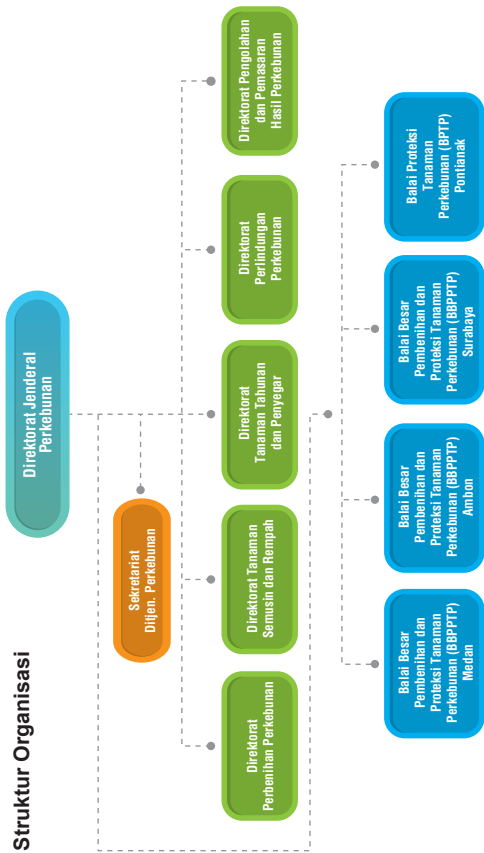 Struktur Organisasi
Direktorat Jenderal
Perkebunan
Sekretariat
Ditjen. Perkebunan
Direktorat
Perbenihan Perkebunan
Direktorat Tanaman
Semusin dan Rempah
Direktorat
Tanaman Tahunan
dan Penyegar
Direktorat
Perlindungan
Perkebunan
Direktorat Pengolahan
dan Pemasaran
Hasil Perkebunan
Balai Besar
Pembenihan dan
Proteksi Tanaman
Perkebunan (BBPPTP)
Medan
Balai Besar
Pembenihan dan
Proteksi Tanaman
Perkebunan (BBPPTP)
Ambon
Balai Besar
Pembenihan dan
Proteksi Tanaman
Perkebunan (BBPPTP)
Surabaya
Balai Proteksi
Tanaman
Perkebunan (BPTP)
Pontianak